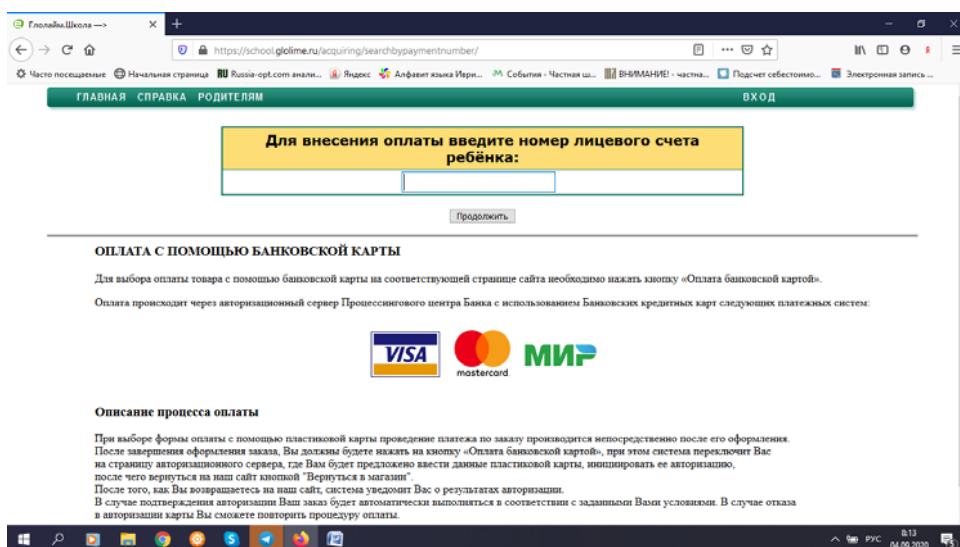 Глолайм.Школа —>
https://school.glolime.ru/acquiring/searchbypaymentnumber/
Часто посещаемые Начальная страница Russia-opt.com анали... Яндекс Алфавит языка Иври... События - Частная ш... ВНИМАНИЕ! - частна... Подсчет себестоимо... Электронная запись ...
ГЛАВНАЯ СПРАВКА РОДИТЕЛЯМ ВХОД
Для внесения оплаты введите номер лицевого счета
ребёнка:
Продолжить
ОПЛАТА С ПОМОЩЬЮ БАНКОВСКОЙ КАРТЫ
Для выбора оплаты товара с помощью банковской карты на соответствующей странице сайта необходимо нажать кнопку «Оплата банковской картой».
Оплата происходит через авторизационный сервер Процессингового центра Банка с использованием Банковских кредитных карт следующих платежных систем:
VISA mastercard МИР
Описание процесса оплаты
При выборе формы оплаты с помощью пластиковой карты проведение платежа по заказу производится непосредственно после его оформления.
После завершения оформления заказа, Вы должны будете нажать на кнопку «Оплата банковской картой», при этом система переключит Вас
на страницу авторизационного сервера, где Вам будет предложено ввести данные пластиковой карты, инициировать ее авторизацию,
после чего вернуться на наш сайт кнопкой "Вернуться в магазин".
После того, как Вы возвращаетесь на наш сайт, система уведомит Вас о результатах авторизации.
В случае подтверждения авторизации Ваш заказ будет автоматически выполняться в соответствии с заданными Вами условиями. В случае отказа
в авторизации карты Вы сможете повторить процедуру оплаты.
РУС 8:13
04.09.2020